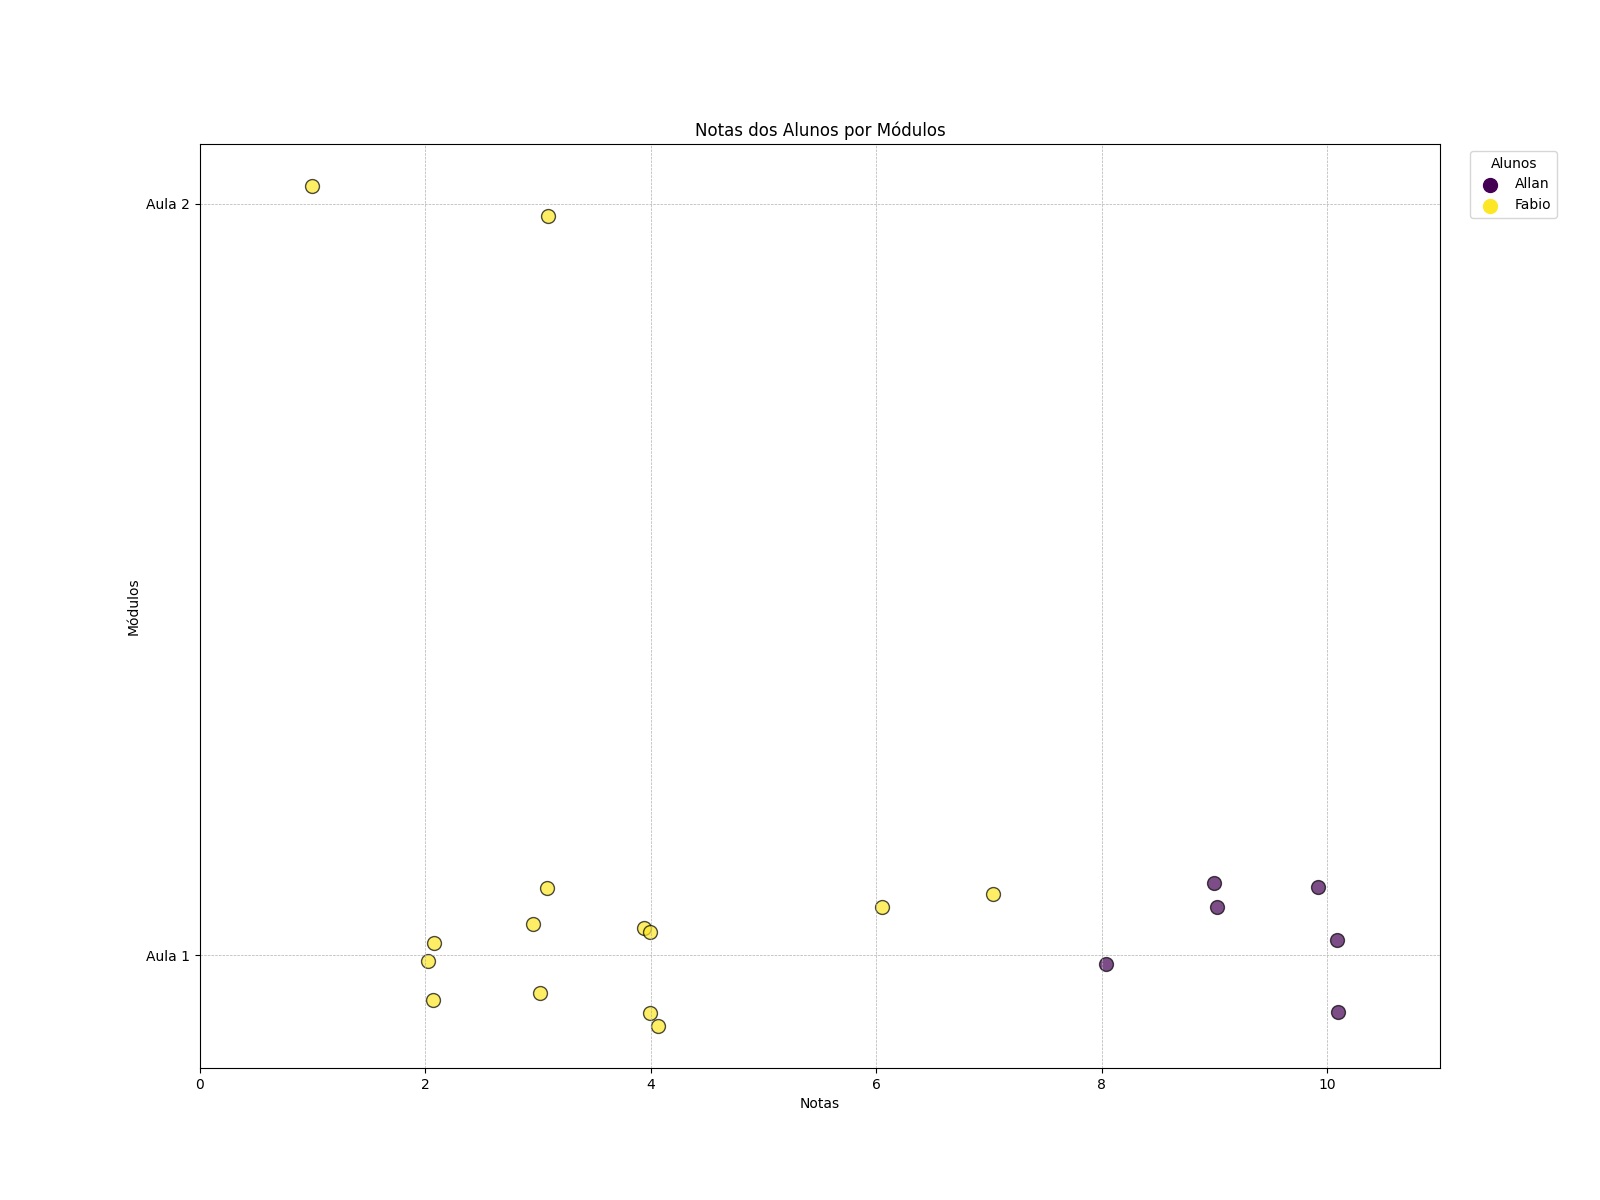 Notas dos Alunos por Módulos
Alunos
Allan
Fabio
Aula 2
Aula 1
Módulos
0 2 4 6 8 10
Notas